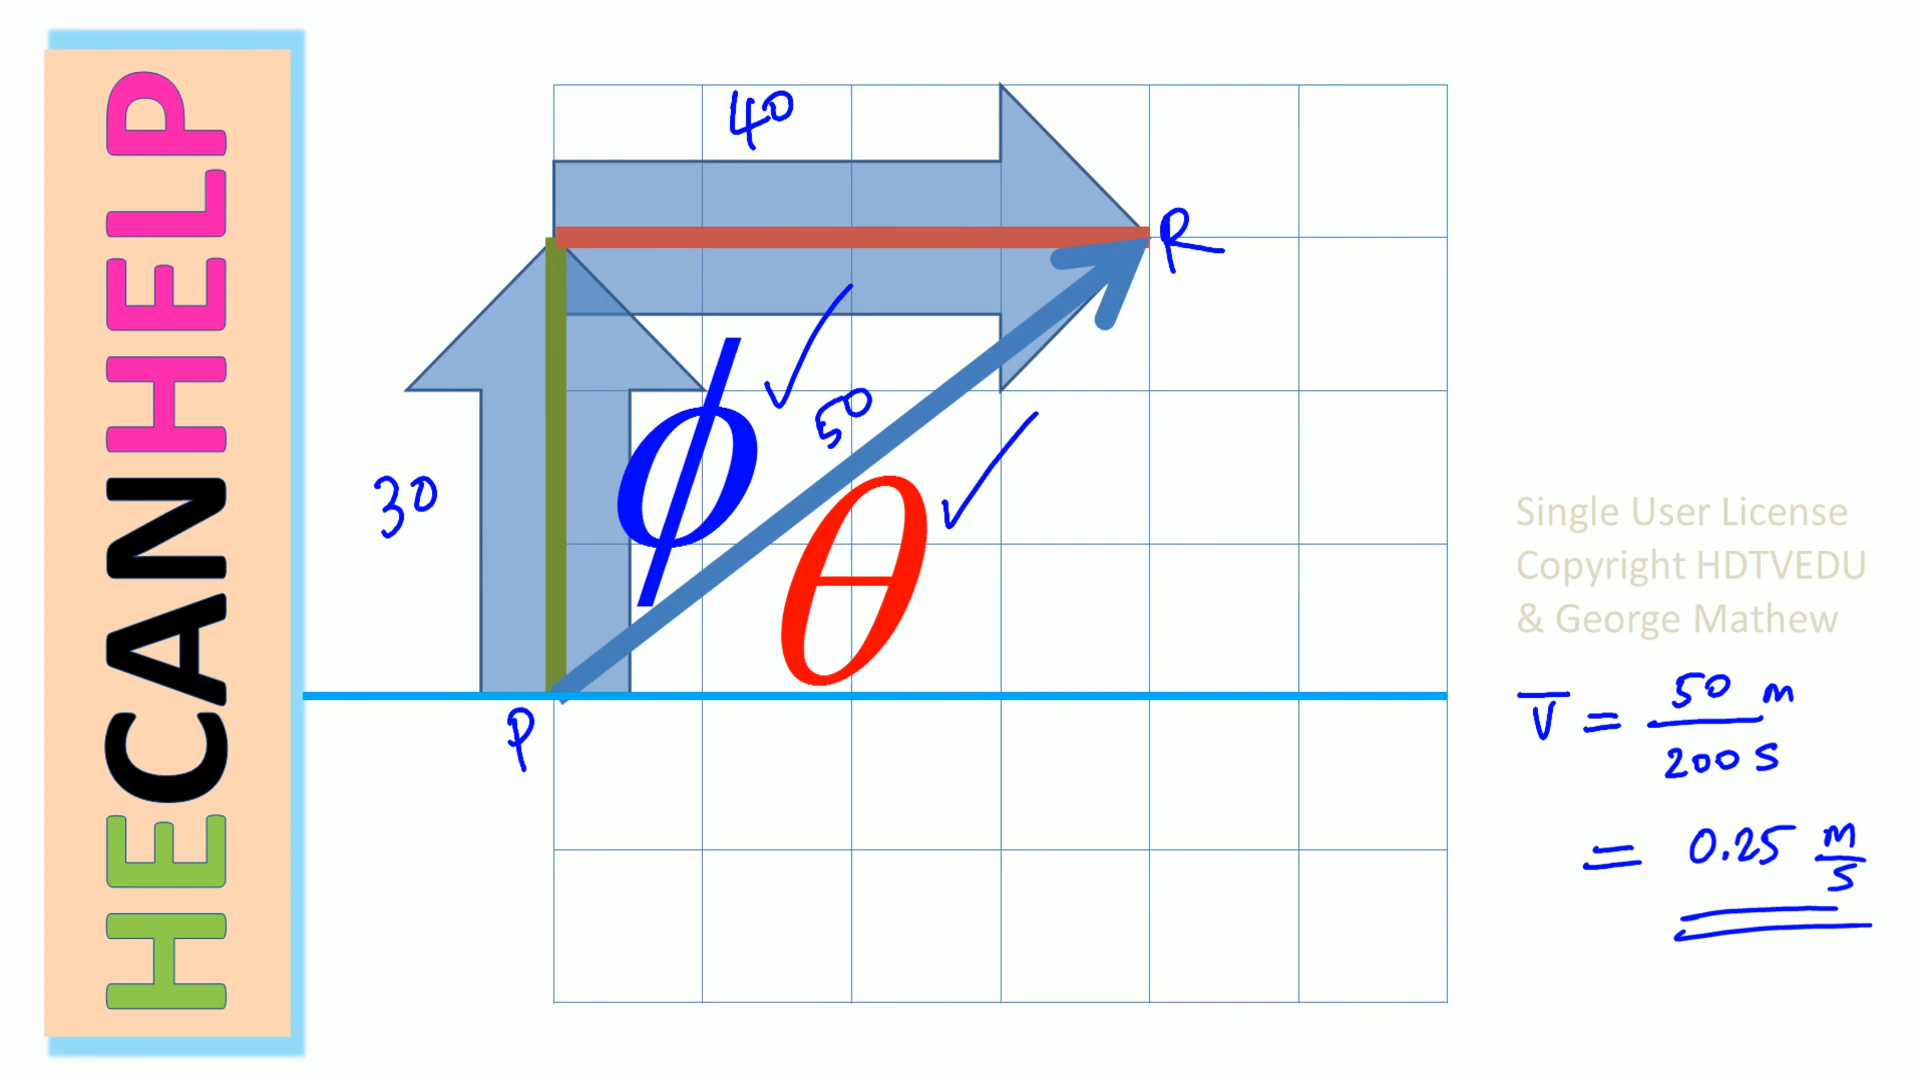 HECANHELP
40
R
ϕ
50
30
θ
P
Single User License
Copyright HDTVEDU
& George Mathew
V̅ = 50 m / 200 s
= 0.25 m/s